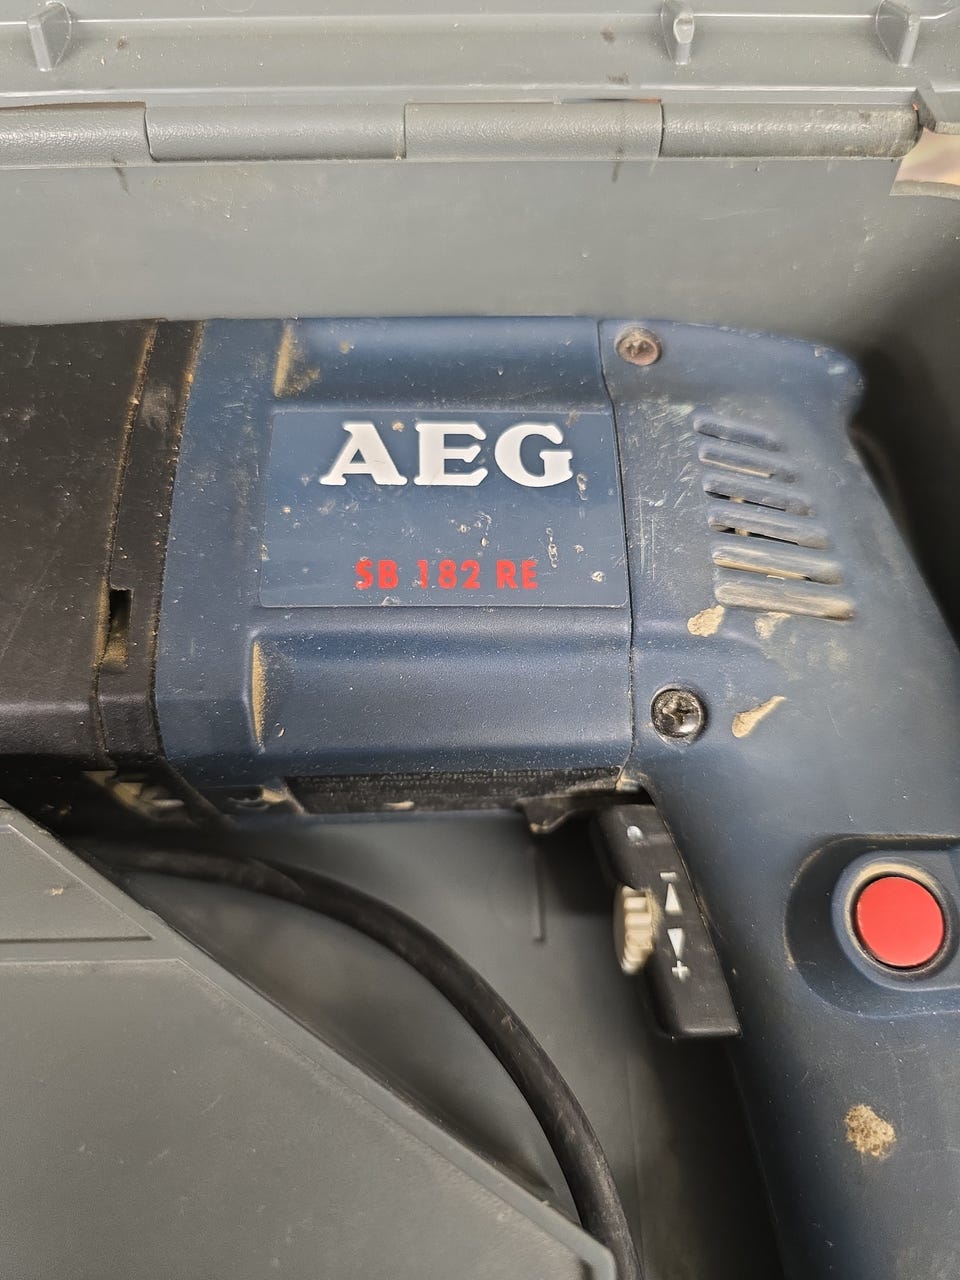 AEG
SB 182 RE
-
+